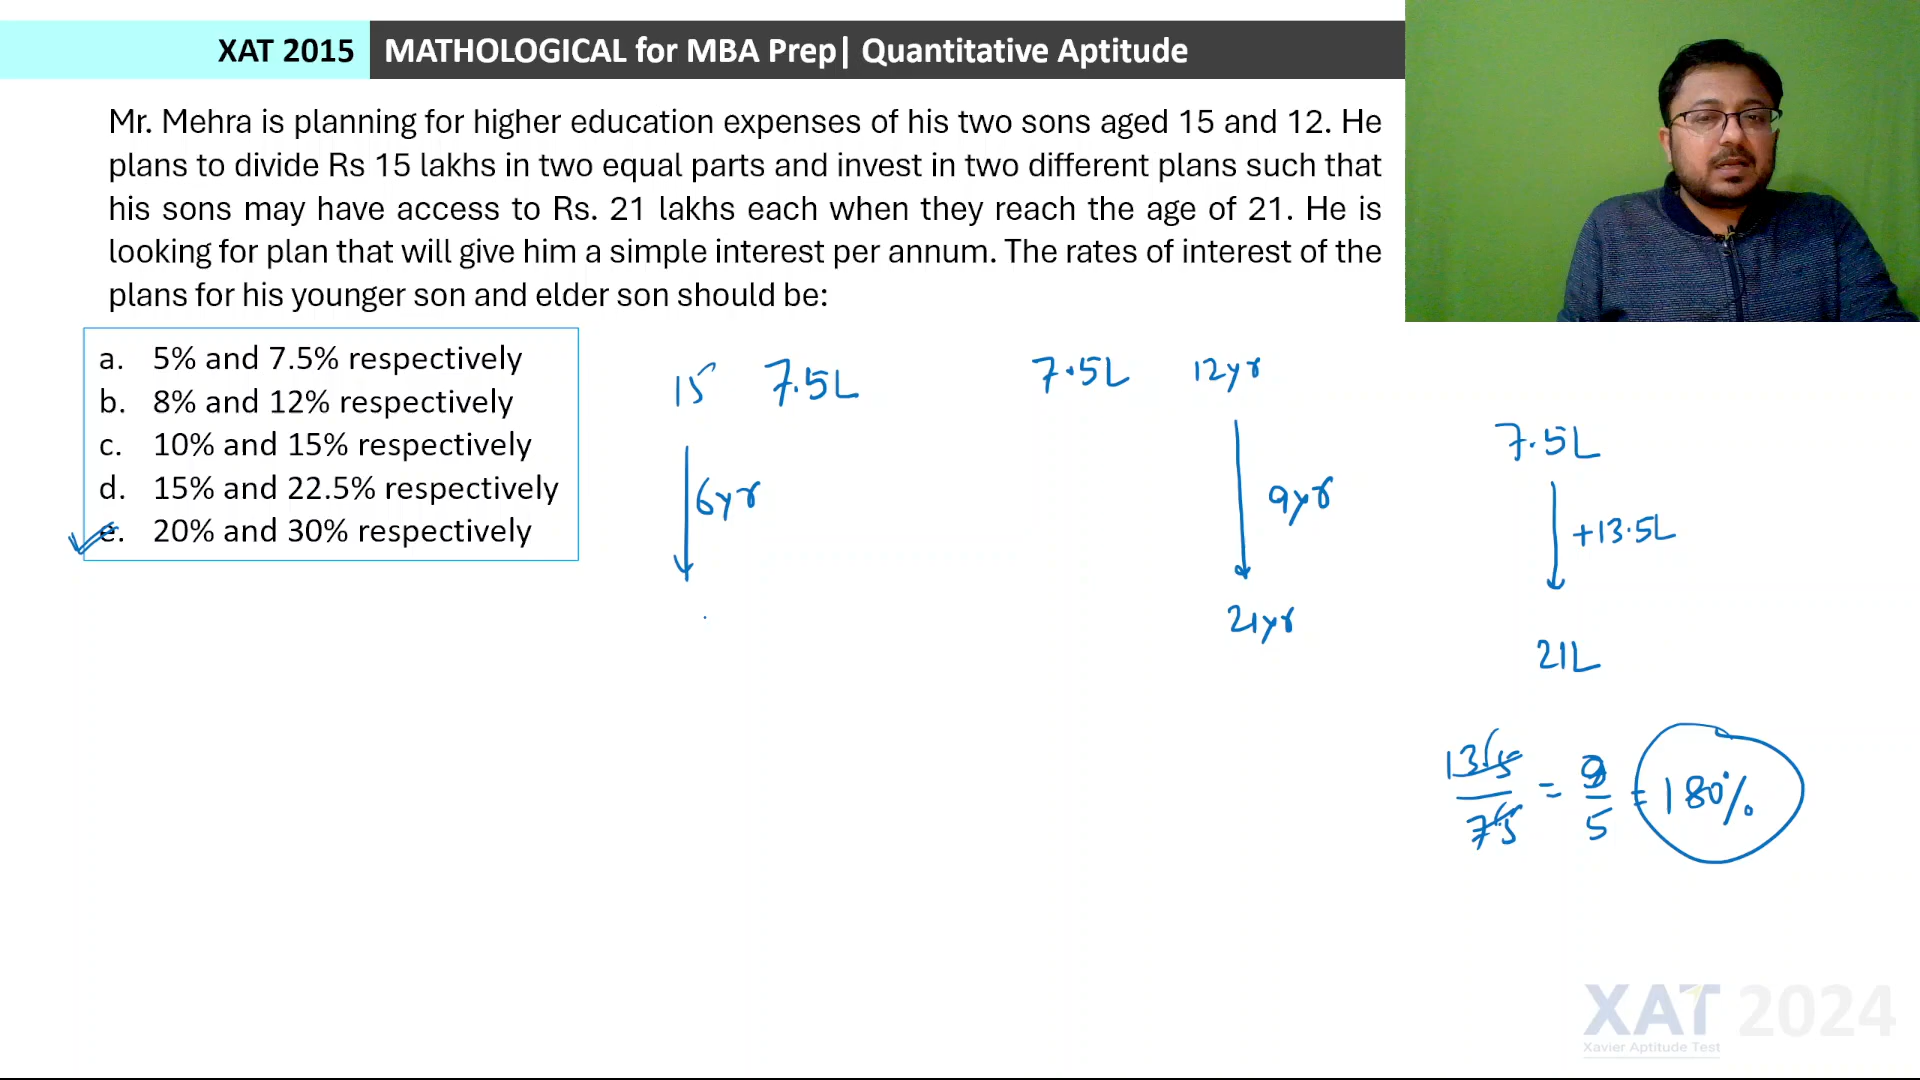 XAT 2015 MATHOLOGICAL for MBA Prep| Quantitative Aptitude
Mr. Mehra is planning for higher education expenses of his two sons aged 15 and 12. He
plans to divide Rs 15 lakhs in two equal parts and invest in two different plans such that
his sons may have access to Rs. 21 lakhs each when they reach the age of 21. He is
looking for plan that will give him a simple interest per annum. The rates of interest of the
plans for his younger son and elder son should be:
a. 5% and 7.5% respectively
b. 8% and 12% respectively
c. 10% and 15% respectively
d. 15% and 22.5% respectively
e. 20% and 30% respectively
15 7.5L
6yr
7.5L 12yr
9yr
21yr
7.5L
+13.5L
21L
13.5
7.5
= 9
5
= 180%
XAT 2024
Xavier Aptitude Test